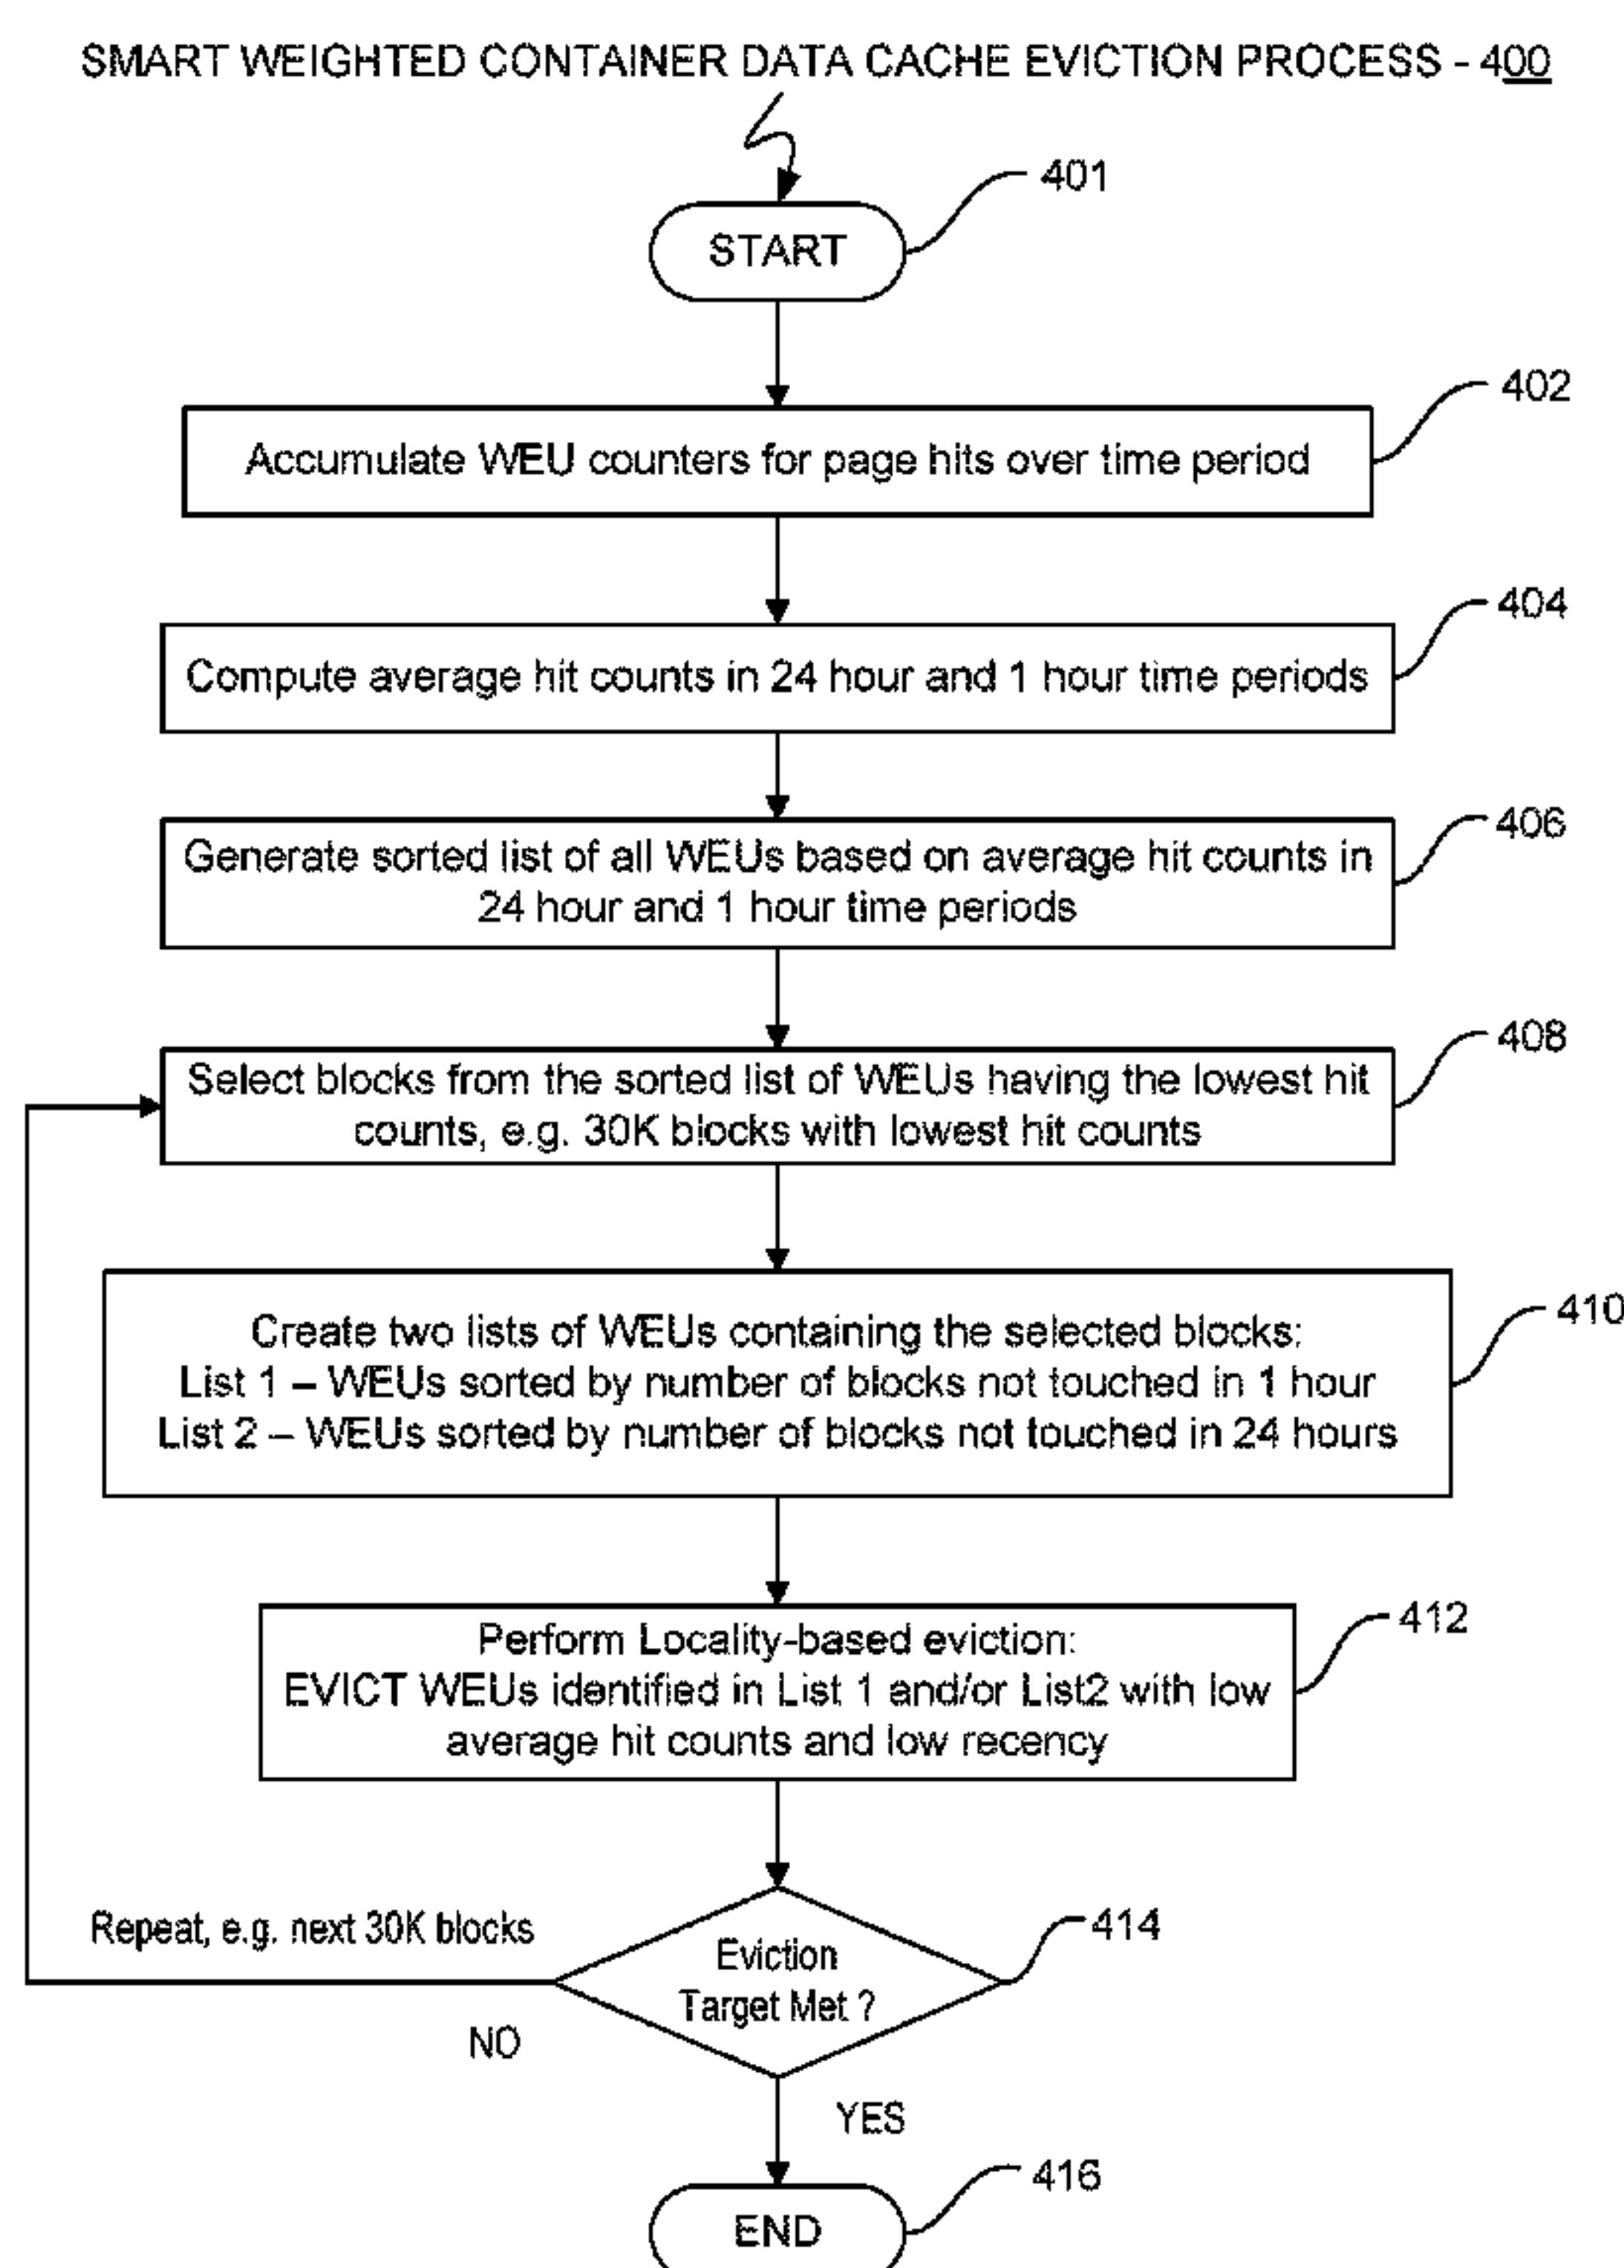 SMART WEIGHTED CONTAINER DATA CACHE EVICTION PROCESS - 400
401
START
402
Accumulate WEU counters for page hits over time period
404
Compute average hit counts in 24 hour and 1 hour time periods
406
Generate sorted list of all WEUs based on average hit counts in
24 hour and 1 hour time periods
408
Select blocks from the sorted list of WEUs having the lowest hit
counts, e.g. 30K blocks with lowest hit counts
410
Create two lists of WEUs containing the selected blocks:
List 1 – WEUs sorted by number of blocks not touched in 1 hour
List 2 – WEUs sorted by number of blocks not touched in 24 hours
412
Perform Locality-based eviction:
EVICT WEUs identified in List 1 and/or List2 with low
average hit counts and low recency
414
Repeat, e.g. next 30K blocks
Eviction
Target Met ?
NO
YES
416
END